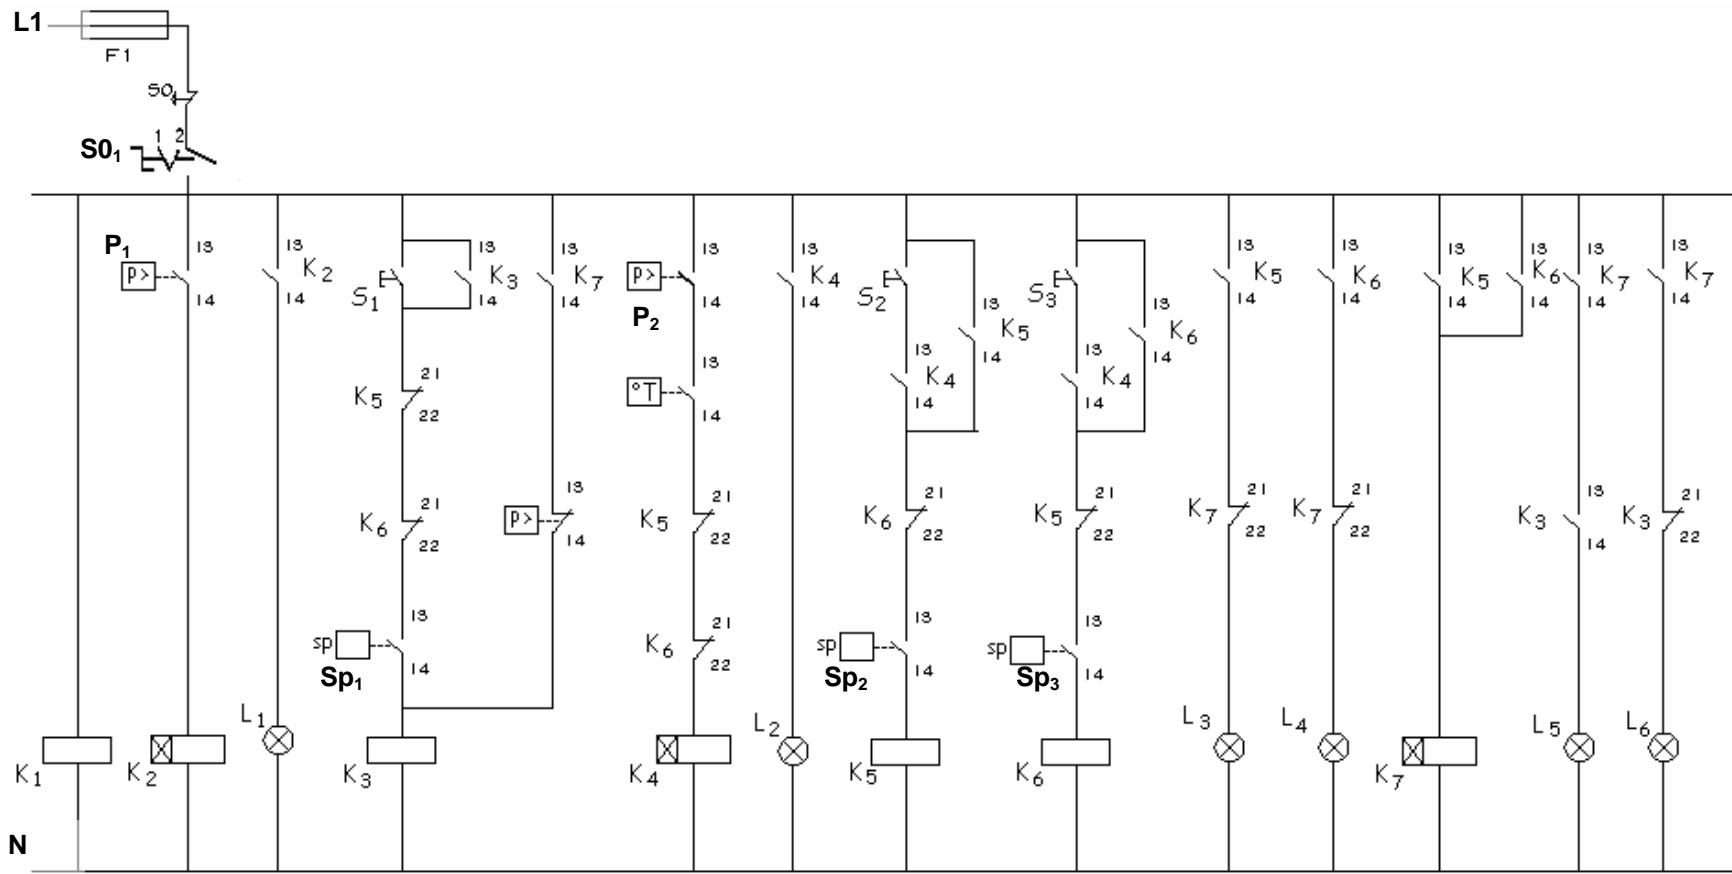 L1
F1
S0
1 2
S0₁
P₁
p>
13
14
13
K₂
14
S₁
13
K₃
14
13
K₇
14
p>
13
14
P₂
13
K₄
14
S₂
13
K₅
14
S₃
13
K₆
14
13
K₅
14
13
K₆
14
13
K₅
14
13
K₆
14
13
K₇
14
13
K₇
14
K₅
21
22
°T
13
14
13
K₄
14
13
K₄
14
K₆
21
22
p>
13
14
K₅
21
22
K₆
21
22
K₅
21
22
K₇
21
22
K₇
21
22
K₃
13
14
K₃
21
22
sp
13
14
Sp₁
K₆
21
22
sp
13
14
Sp₂
sp
13
14
Sp₃
L₁
L₂
L₃
L₄
L₅
L₆
K₁
K₂
K₃
K₄
K₅
K₆
K₇
N